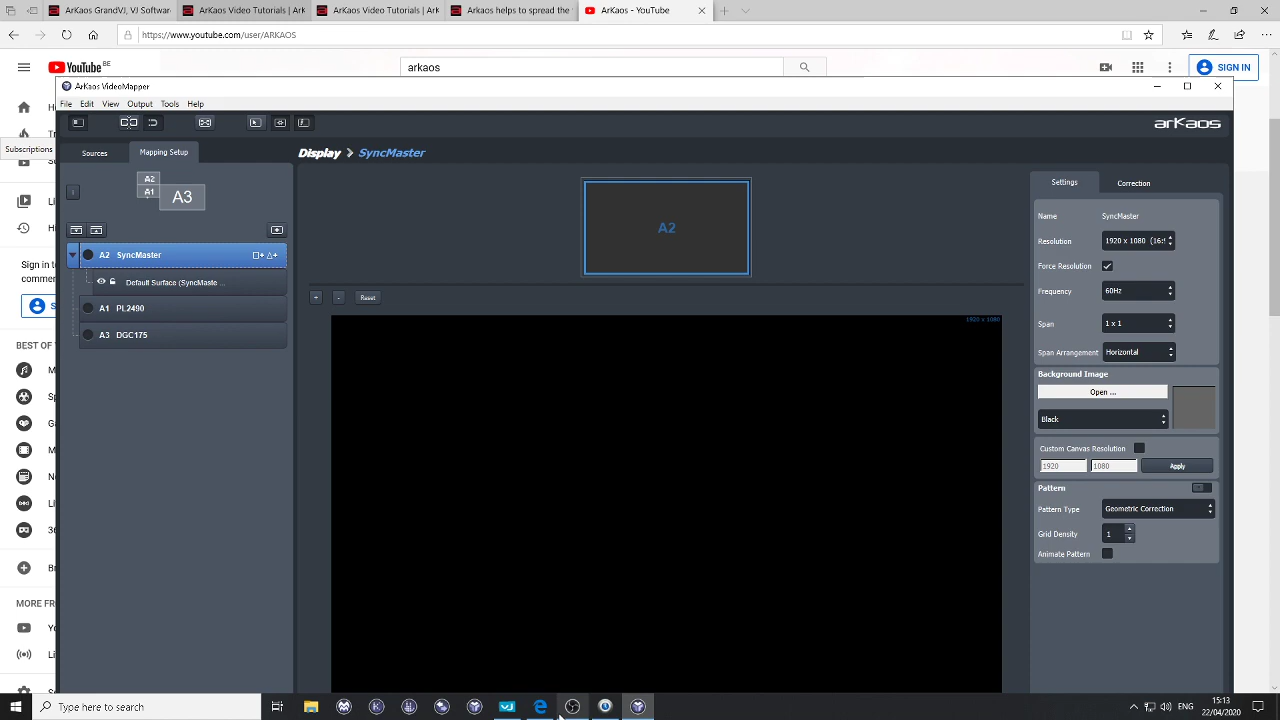 ArKaos GrandVJ, VJ Software
ArKaos Video Tutorials | Ark
ArKaos Video Tutorials | Ark
Arkaos helps to spread the
ArKaos - YouTube
https://www.youtube.com/user/ARKAOS
YouTube BE
arkaos
SIGN IN
ArKaos VideoMapper
File Edit View Output Tools Help
arkaos
Sources
Mapping Setup
Display > SyncMaster
Subscriptions
A2
A1
A3
A2
Settings
Correction
Name SyncMaster
Resolution 1920 x 1080 (16:9
Force Resolution
Frequency 60Hz
Span 1 x 1
Span Arrangement Horizontal
Background Image
Open ...
Black
Custom Canvas Resolution
1920 1080 Apply
Pattern
Pattern Type Geometric Correction
Grid Density 1
Animate Pattern
A2 SyncMaster
Default Surface (SyncMaste ...
A1 PL2490
A3 DGC175
+ - Reset
1920 x 1080
Sign in t
commen
S
BEST OF
MORE FR
Type here to search
ENG
15:13
22/04/2020